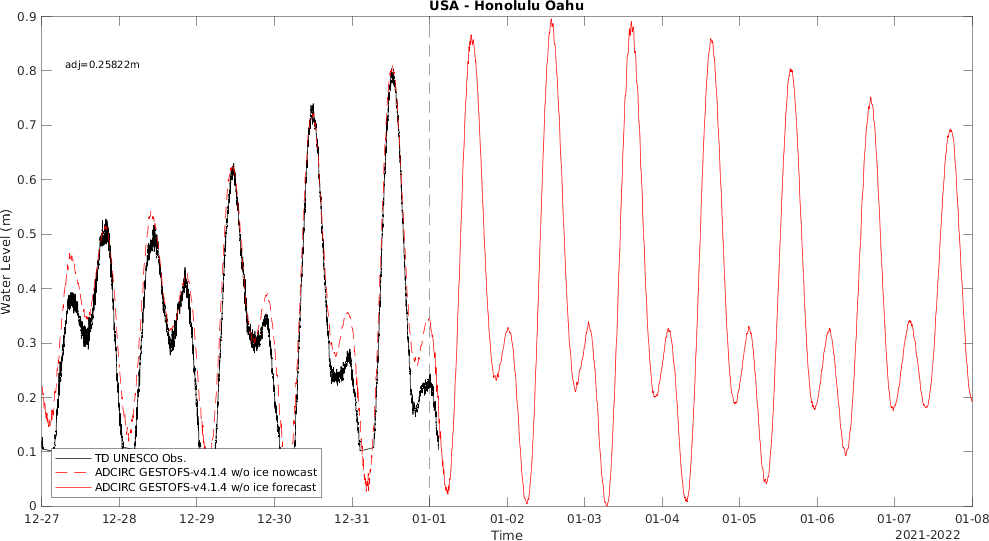 USA - Honolulu Oahu
adj=0.25822m
Water Level (m)
0.9
0.8
0.7
0.6
0.5
0.4
0.3
0.2
0.1
0
TD UNESCO Obs.
ADCIRC GESTOFS-v4.1.4 w/o ice nowcast
ADCIRC GESTOFS-v4.1.4 w/o ice forecast
12-27 12-28 12-29 12-30 12-31 01-01 01-02 01-03 01-04 01-05 01-06 01-07 01-08
Time
2021-2022